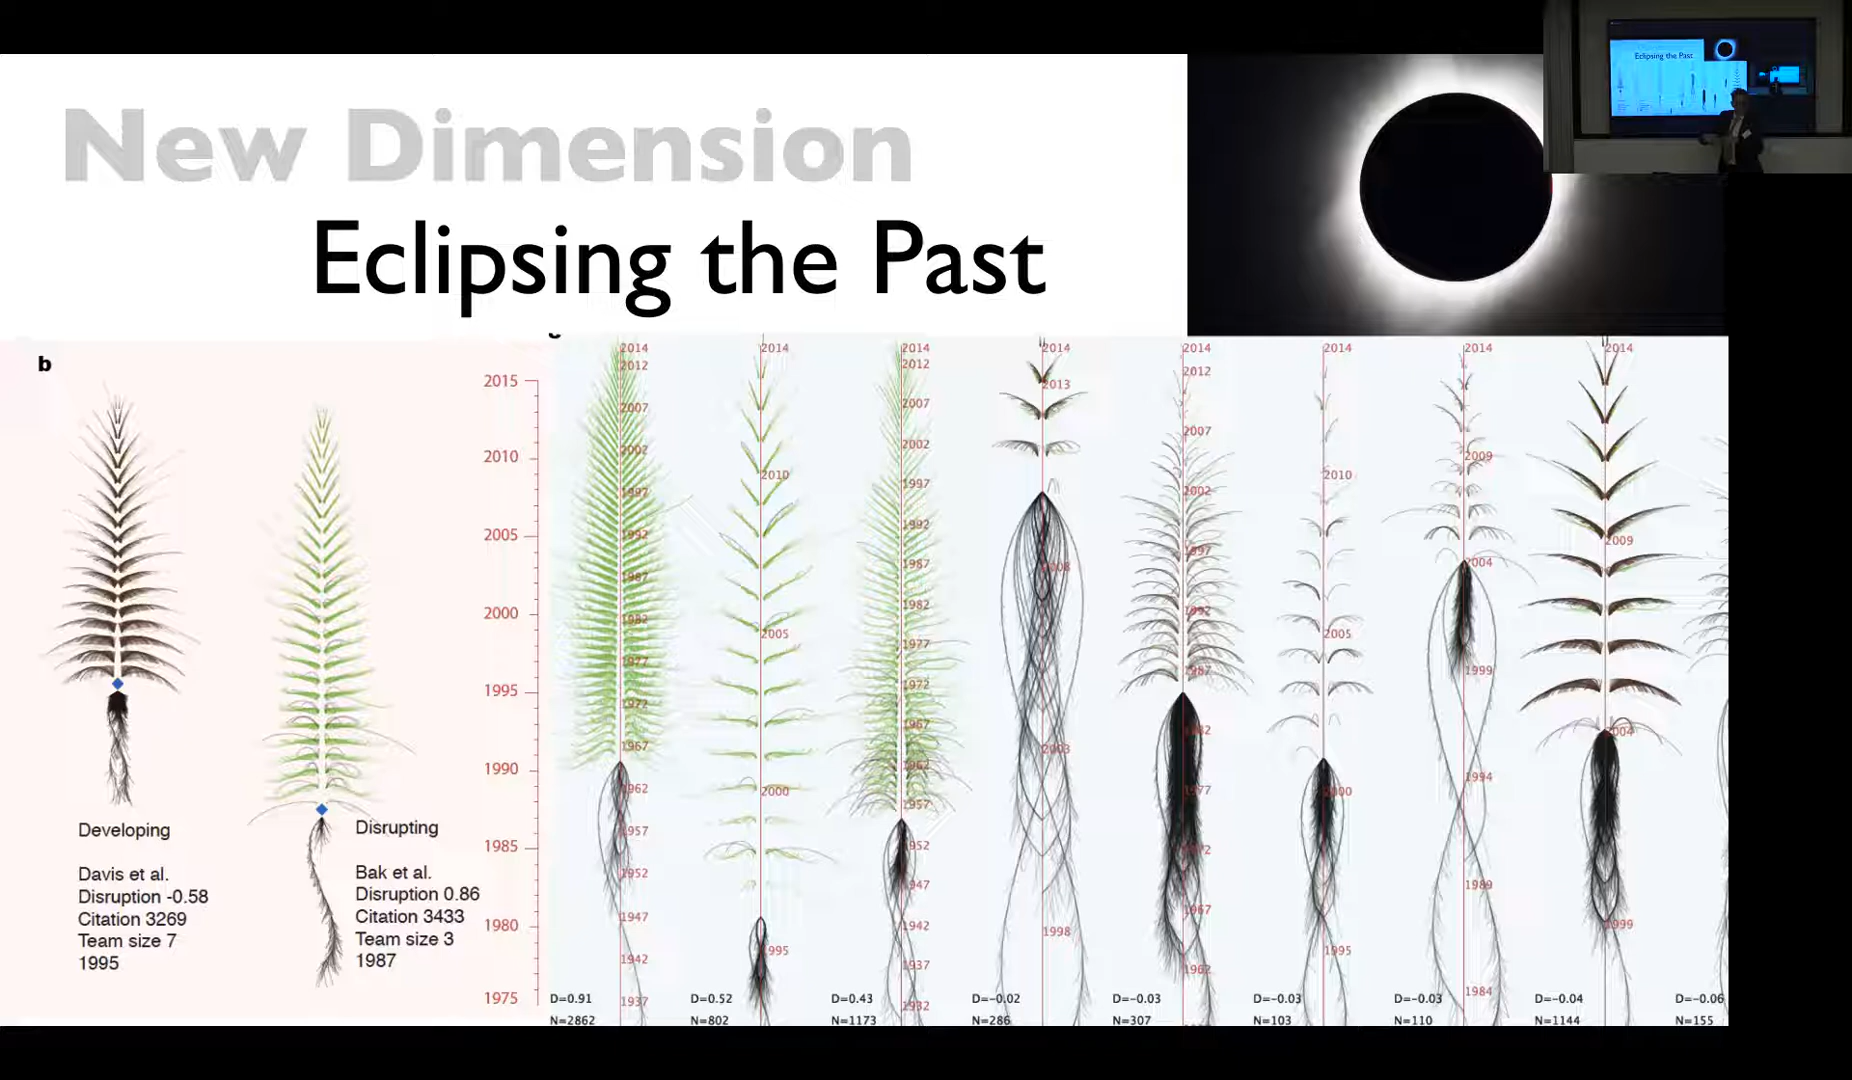 New Dimension
Eclipsing the Past
b
2015
2010
2005
2000
1995
1990
1985
1980
1975
Developing
Davis et al.
Disruption -0.58
Citation 3269
Team size 7
1995
Disrupting
Bak et al.
Disruption 0.86
Citation 3433
Team size 3
1987
2014
2012
2007
2002
1997
1992
1987
1982
1977
1972
1967
1962
1957
1952
1947
1942
1937
D=0.91
N=2862
2014
2010
2005
2000
1995
D=0.52
N=802
2014
2012
2007
2002
1997
1992
1987
1982
1977
1972
1967
1962
1957
1952
1947
1942
1937
1932
D=0.43
N=1173
2014
2013
2008
2003
1998
D=-0.02
N=286
2014
2012
2007
2002
1997
1992
1987
1982
1977
1972
1967
1962
D=-0.03
N=307
2014
2010
2005
2000
1995
D=-0.03
N=103
2014
2009
2004
1999
1994
1989
1984
D=-0.03
N=110
2014
2009
2004
1999
D=-0.04
N=1144
D=-0.06
N=155
Eclipsing the Past